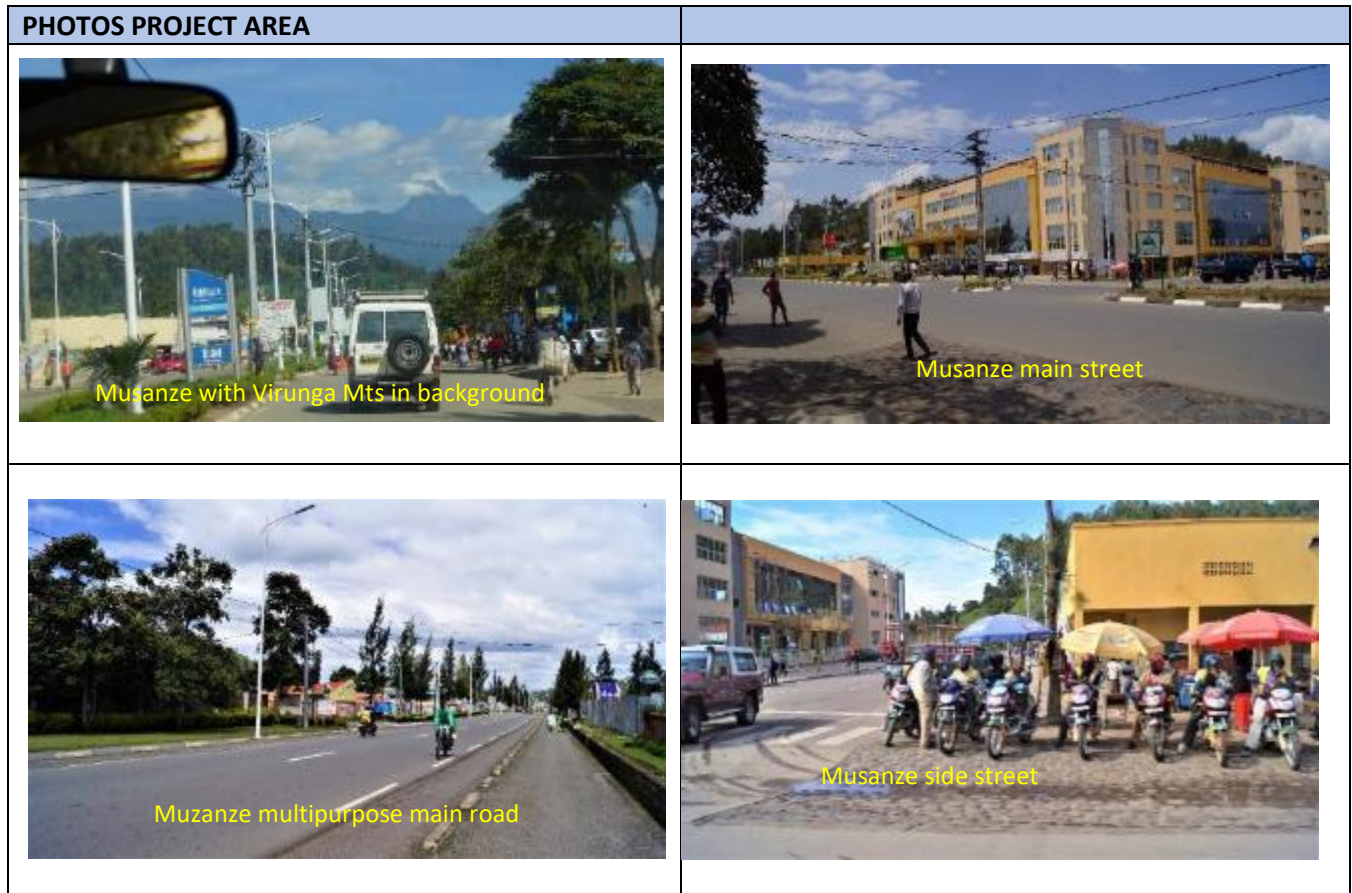 PHOTOS PROJECT AREA
Musanze with Virunga Mts in background
Musanze main street
Muzanze multipurpose main road
Musanze side street